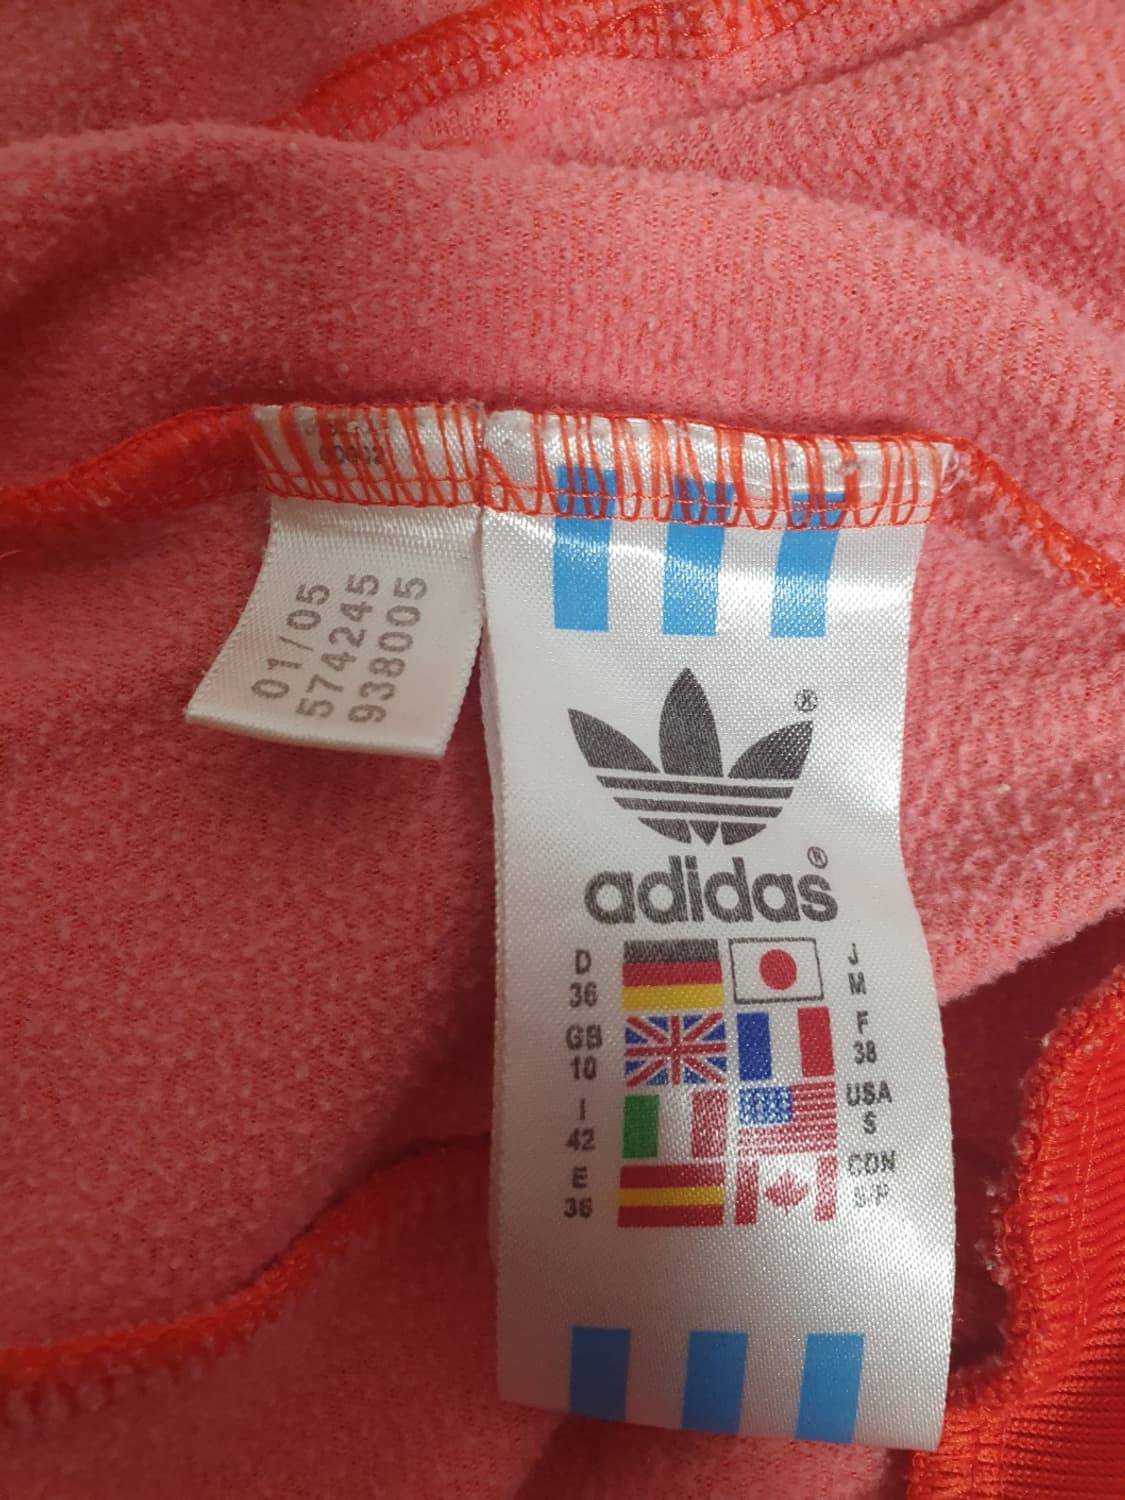 01/05
574245
938005
adidas®
D
36
J
M
GB
10
F
38
I
42
USA
S
E
36
CDN
S/P